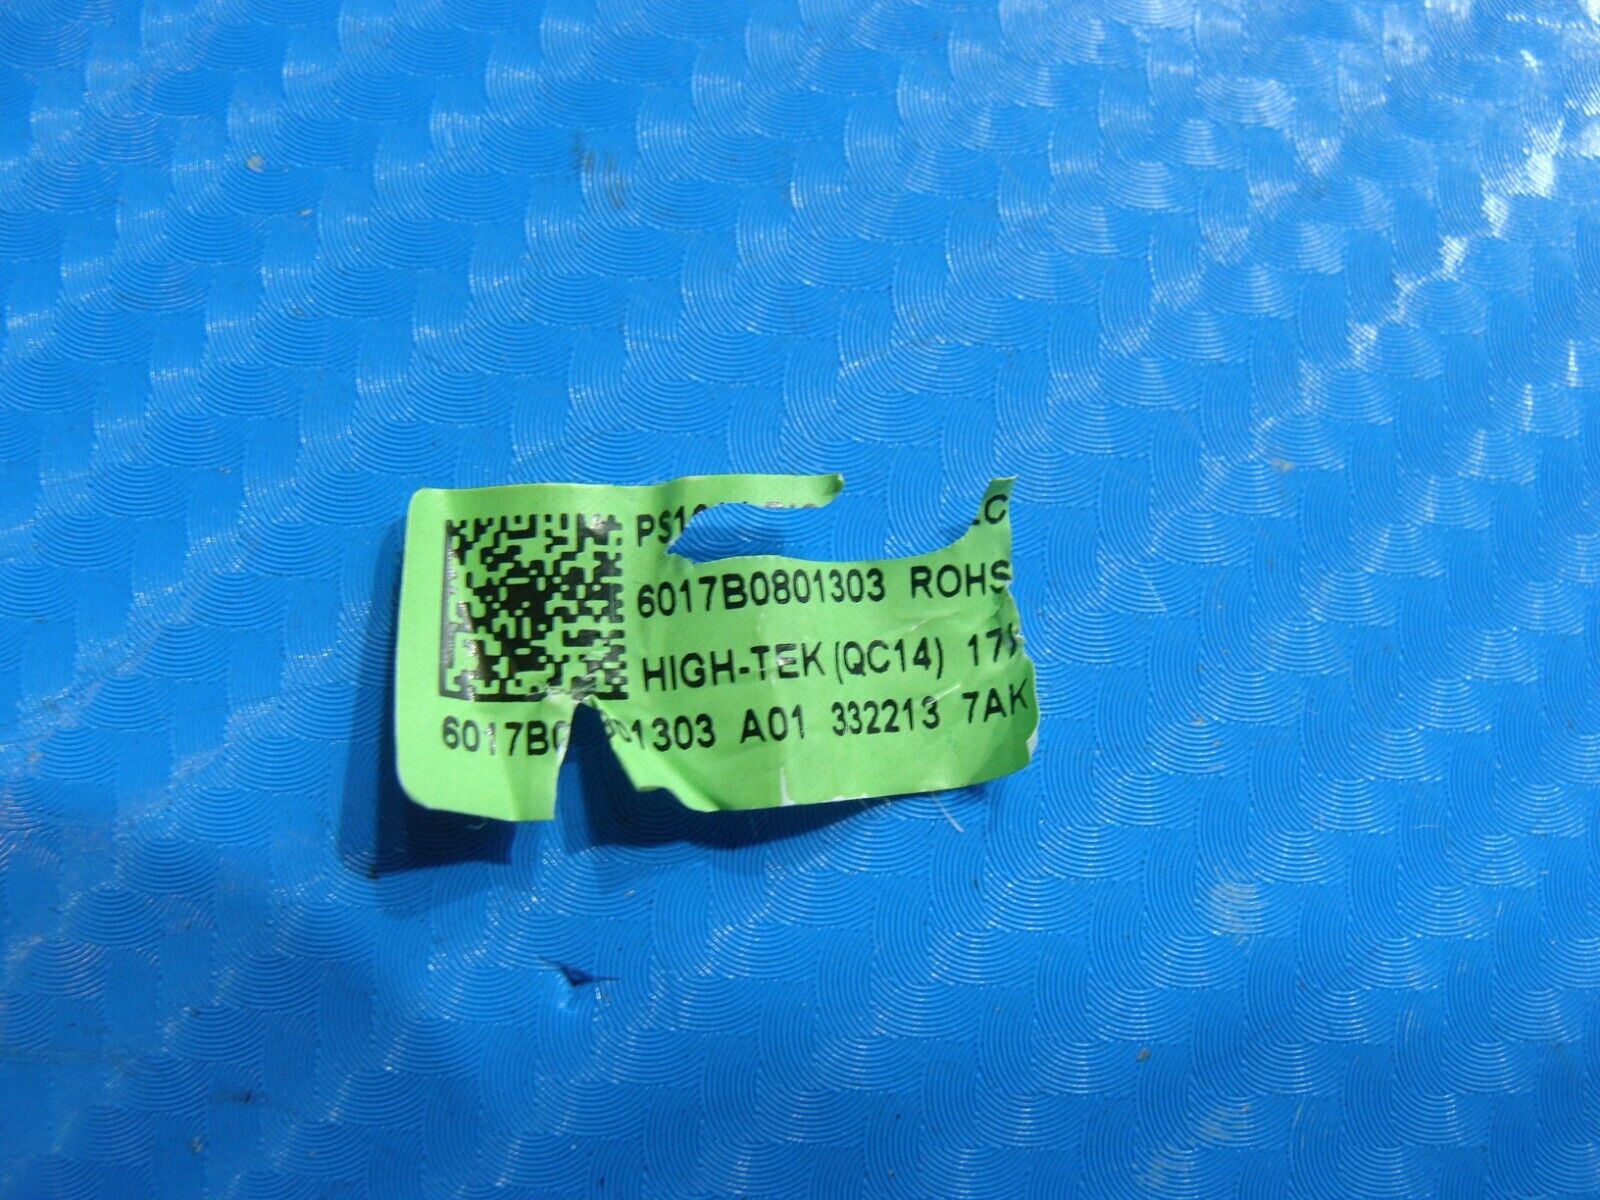 6017B0801303 ROHS
HIGH-TEK (QC14)
1303 A01 332213 7AK